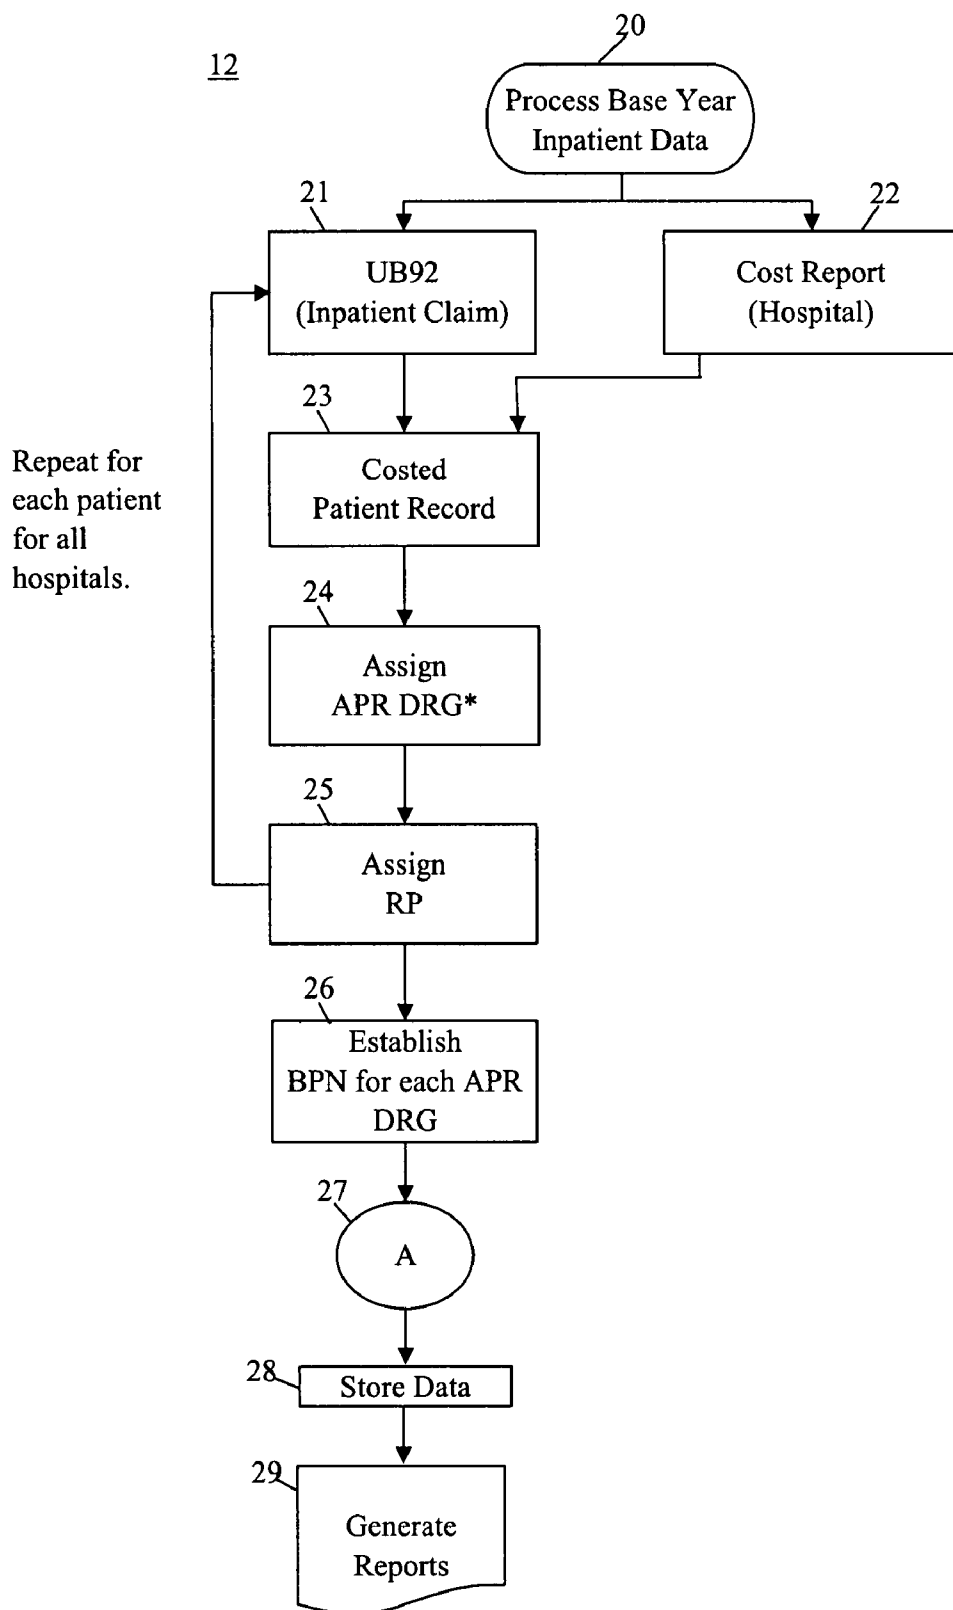 20
12
Process Base Year
Inpatient Data
21
22
UB92
(Inpatient Claim)
Cost Report
(Hospital)
23
Costed
Patient Record
Repeat for
each patient
for all
hospitals.
24
Assign
APR DRG*
25
Assign
RP
26
Establish
BPN for each APR
DRG
27
A
28
Store Data
29
Generate
Reports